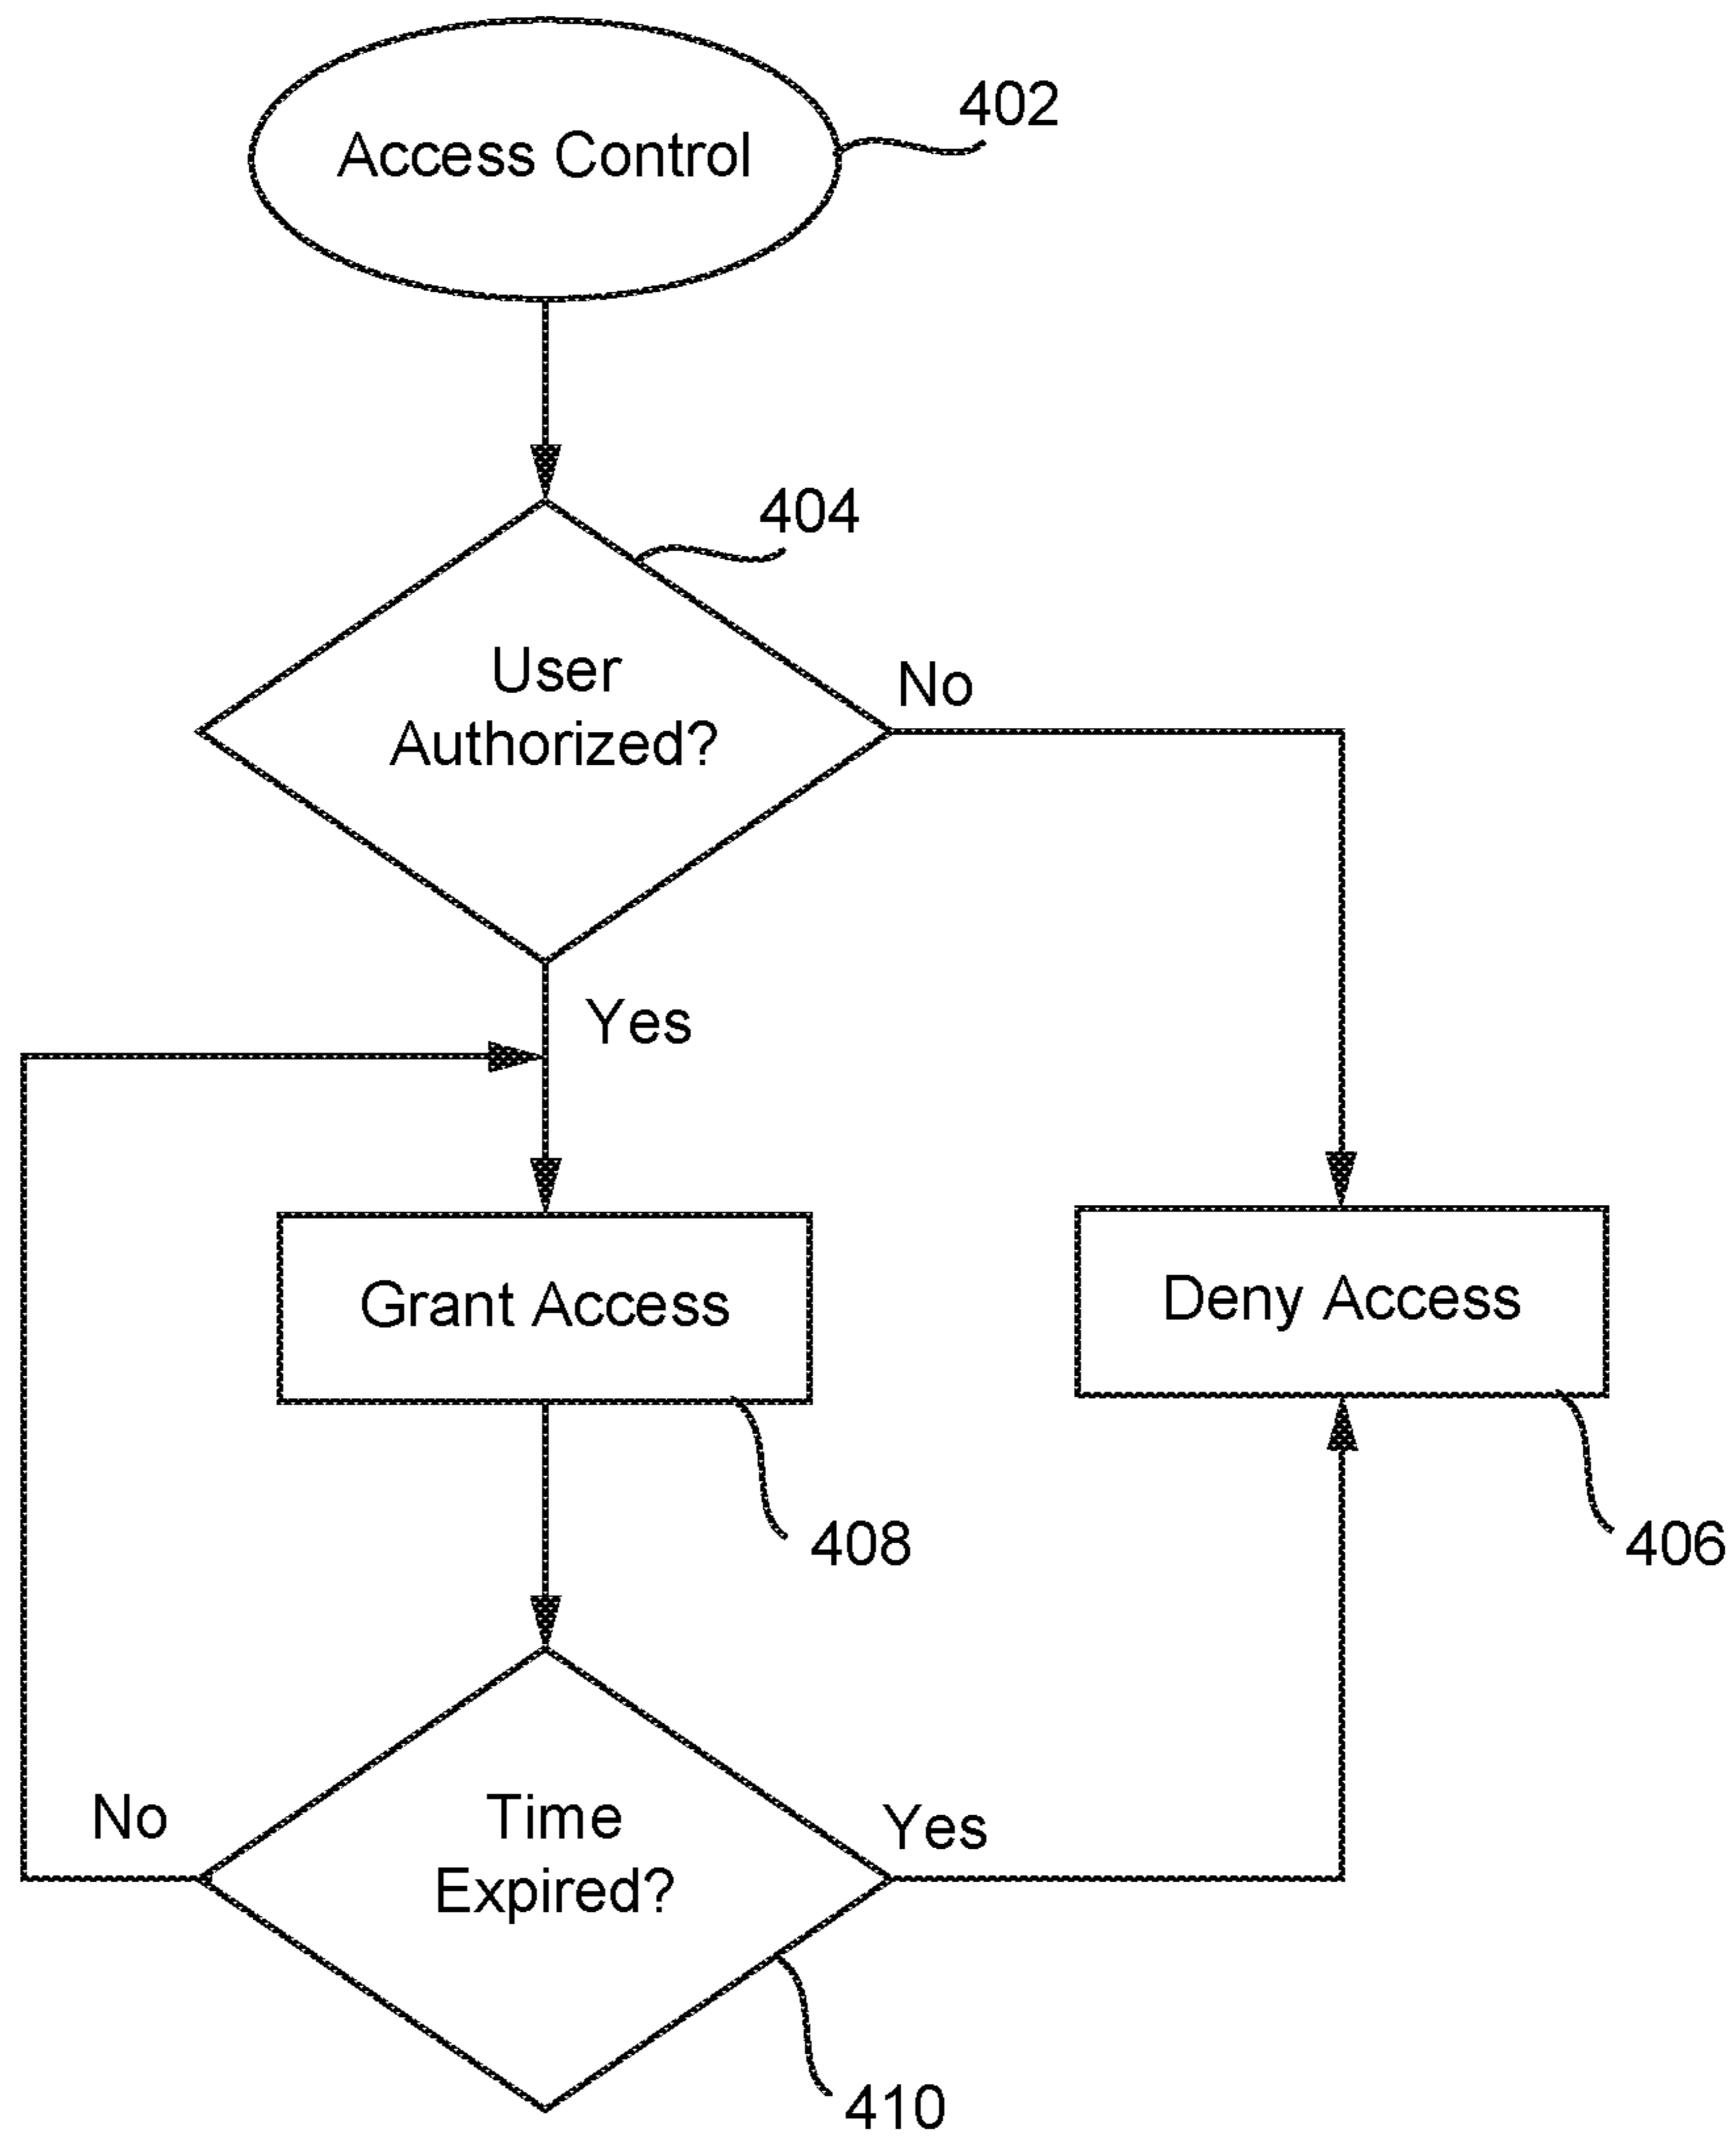 Access Control
402
404
User
Authorized?
No
Yes
Grant Access
Deny Access
408
406
No
Time
Expired?
Yes
410